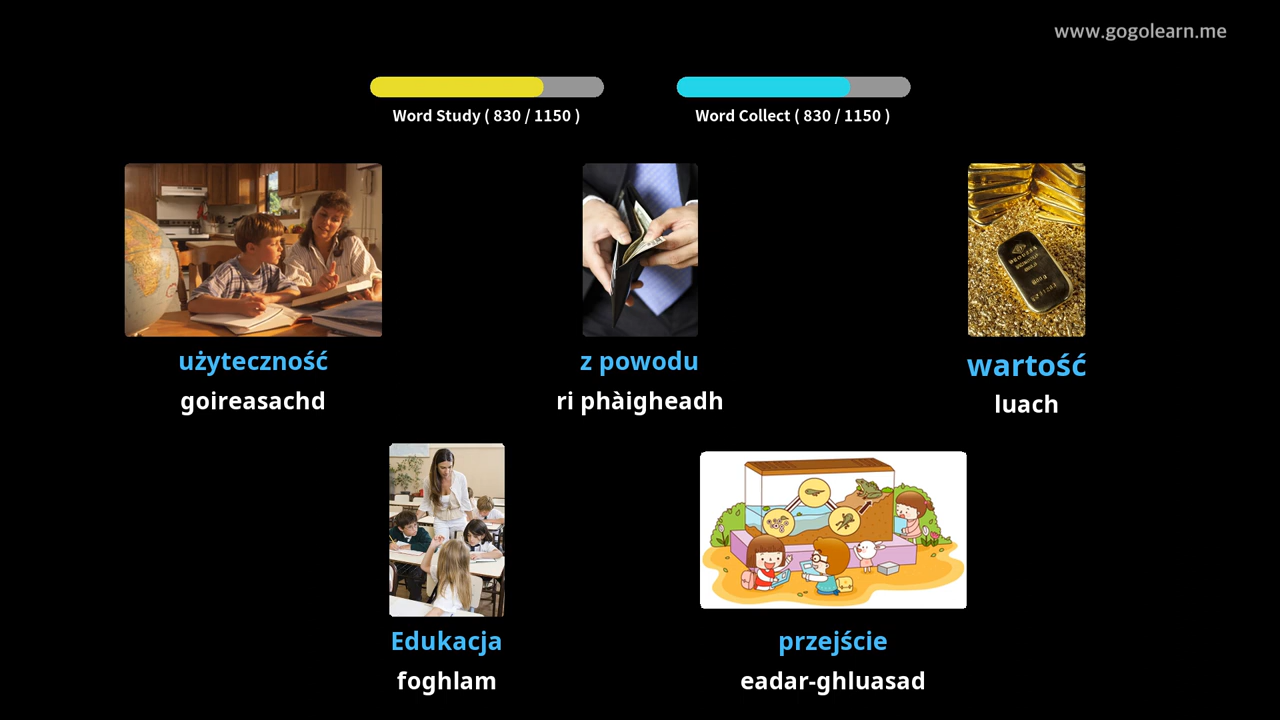 www.gogolearn.me
Word Study ( 830 / 1150 )
Word Collect ( 830 / 1150 )
użyteczność
goireasachd
z powodu
ri phàigheadh
wartość
luach
Edukacja
foghlam
przejście
eadar-ghluasad